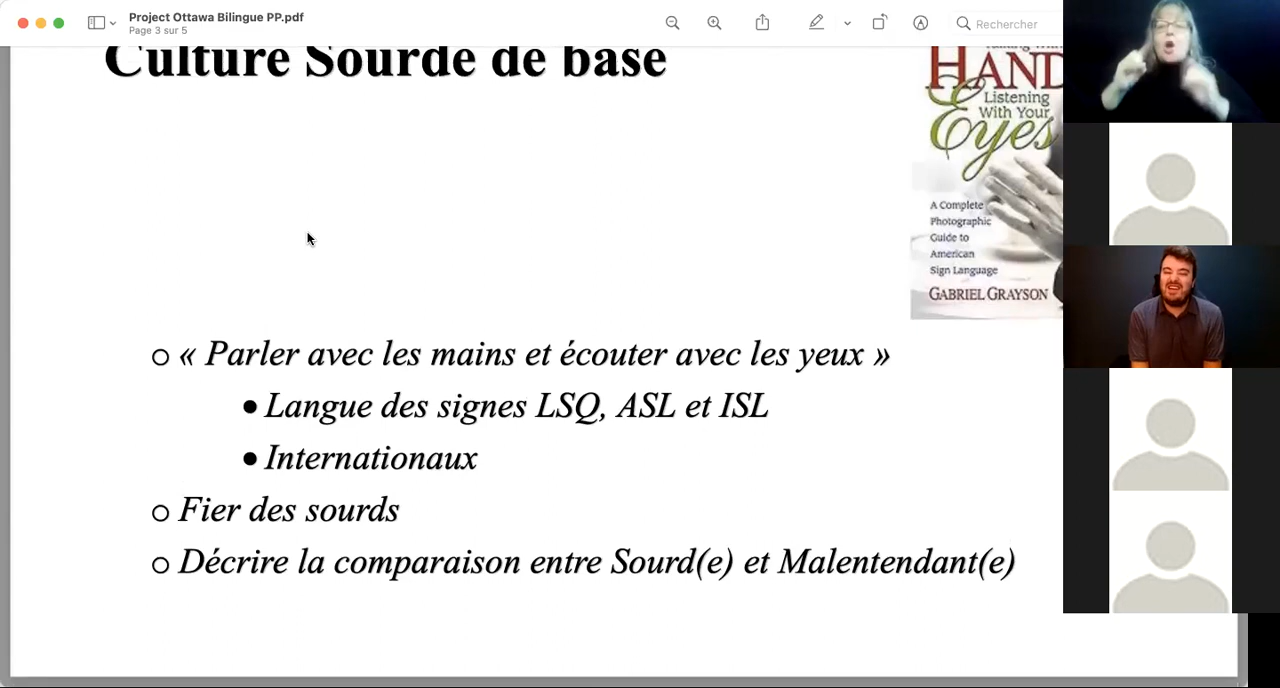 Project Ottawa Bilingue PP.pdf
Page 3 sur 5
Rechercher
Culture Sourde de base
HAND
Listening
With Your
Eyes
A Complete
Photographic
Guide to
American
Sign Language
GABRIEL GRAYSON
« Parler avec les mains et écouter avec les yeux »
Langue des signes LSQ, ASL et ISL
Internationaux
Fier des sourds
Décrire la comparaison entre Sourd(e) et Malentendant(e)